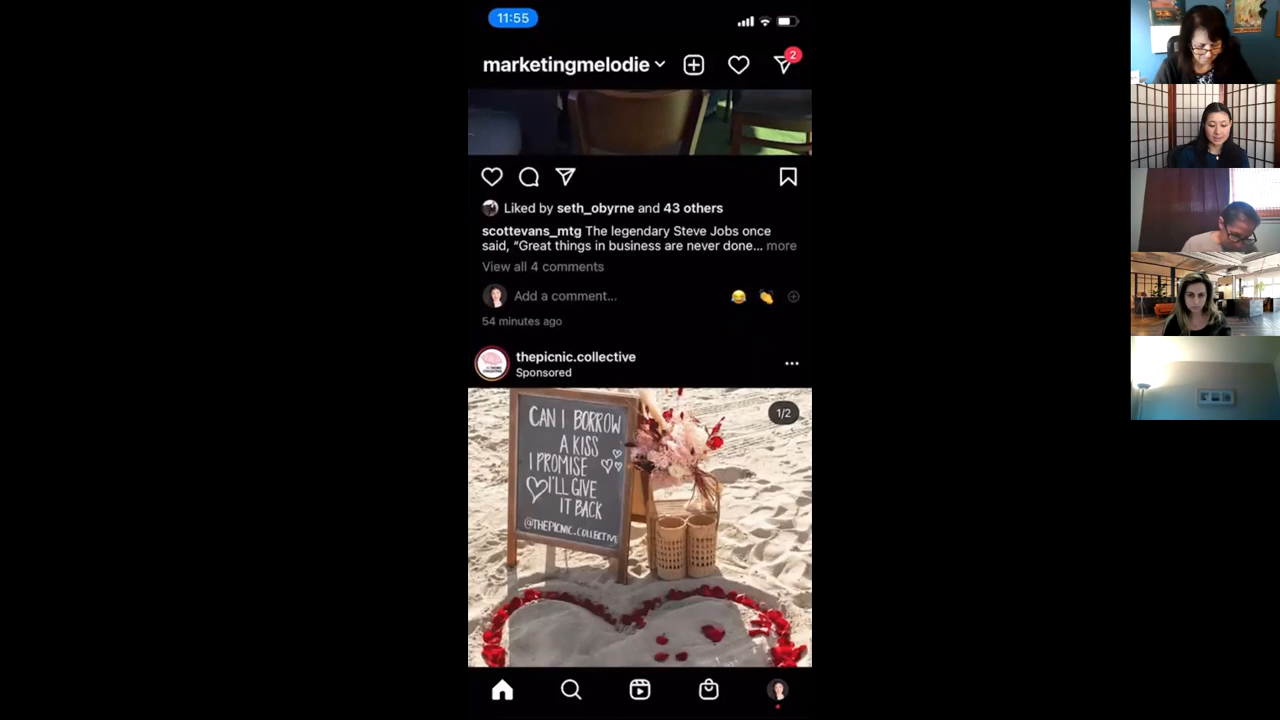 11:55
marketingmelodie
2
Liked by seth_obyrne and 43 others
scottevans_mtg The legendary Steve Jobs once
said, “Great things in business are never done... more
View all 4 comments
Add a comment...
54 minutes ago
thepicnic.collective
Sponsored
1/2
CAN I BORROW
A KISS
I PROMISE
I'LL GIVE
IT BACK
@THEPICNIC.COLLECTIVE